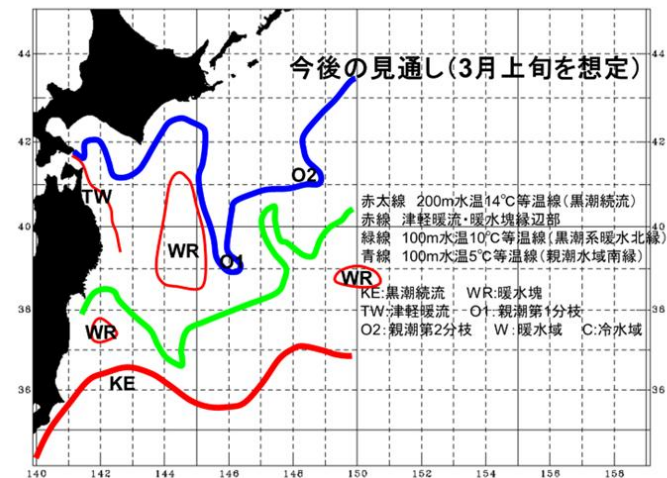 今後の見通し(3月上旬を想定)
44
44
42
42
O2
TW
赤太線 200m水温14℃等温線(黒潮続流)
赤線 津軽暖流・暖水塊縁辺部
40
WR
40
緑線 100m水温10℃等温線(黒潮系暖水北縁)
O1
青線 100m水温5℃等温線(親潮水域南縁)
WR
KE:黒潮続流 WR:暖水塊
TW:津軽暖流 O1:親潮第1分枝
WR
38
O2:親潮第2分枝 W:暖水域 C:冷水域
KE
36
36
140 142 144 146 148 150 152 154 156 158